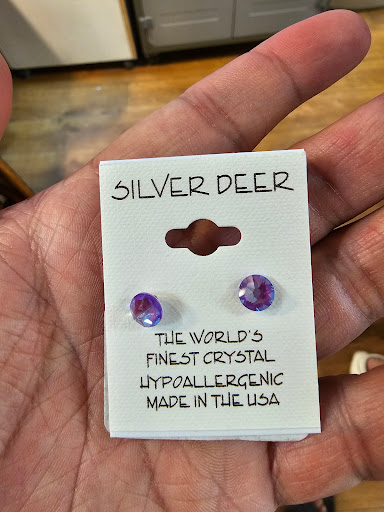 SILVER DEER
THE WORLD'S
FINEST CRYSTAL
HYPOALLERGENIC
MADE IN THE USA